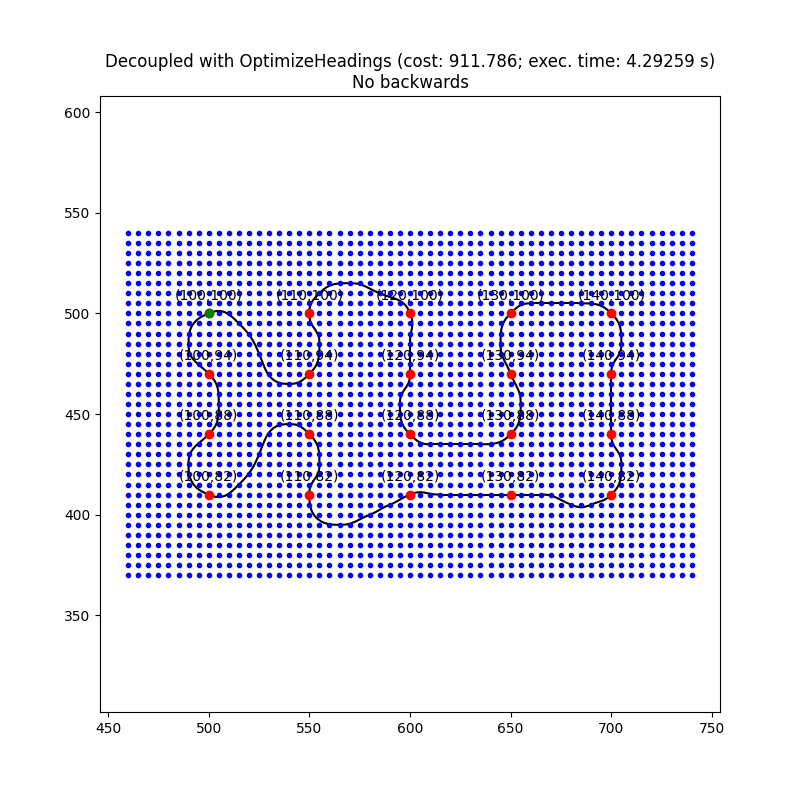 Decoupled with OptimizeHeadings (cost: 911.786; exec. time: 4.29259 s)
No backwards
600
550
500
450
400
350
(100,100) (110,100) (120,100) (130,100) (140,100)
(100,94) (110,94) (120,94) (130,94) (140,94)
(100,88) (110,88) (120,88) (130,88) (140,88)
(100,82) (110,82) (120,82) (130,82) (140,82)
450 500 550 600 650 700 750